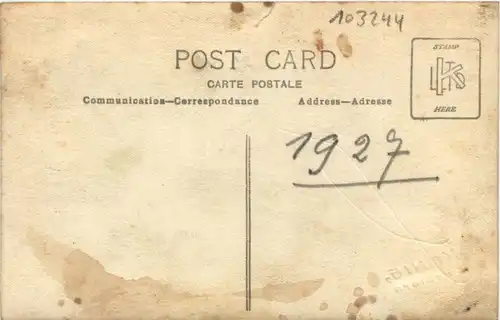 103244
POST CARD
CARTE POSTALE
Communication—Correspondance
Address—Adresse
STAMP
HERE
1927